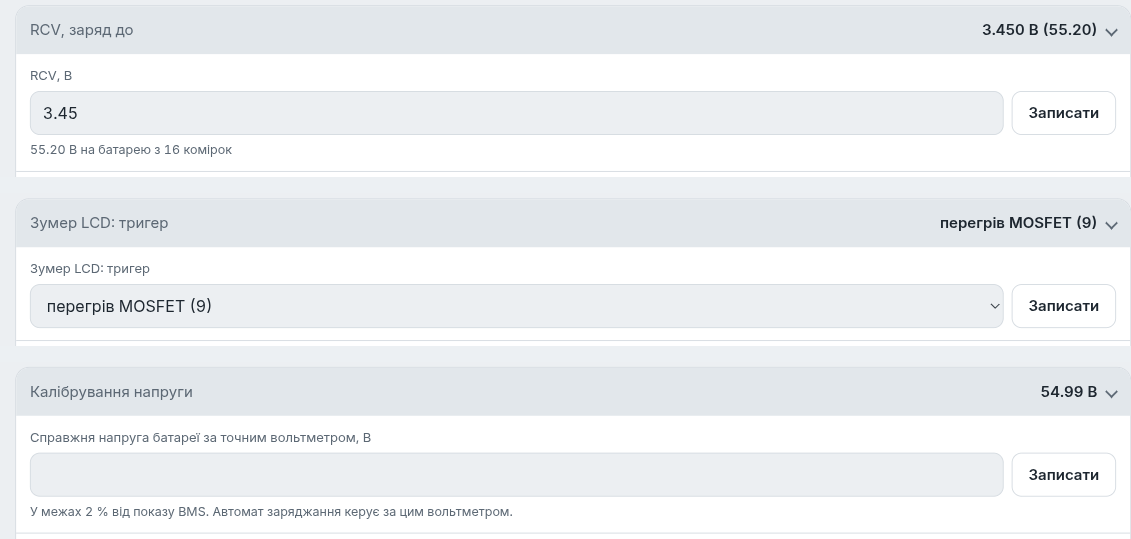 RCV, заряд до 3.450 В (55.20)
RCV, В
3.45 Записати
55.20 В на батарею з 16 комірок
Зумер LCD: тригер перегрів MOSFET (9)
Зумер LCD: тригер
перегрів MOSFET (9) Записати
Калібрування напруги 54.99 В
Справжня напруга батареї за точним вольтметром, В
Записати
У межах 2 % від показу BMS. Автомат заряджання керує за цим вольтметром.